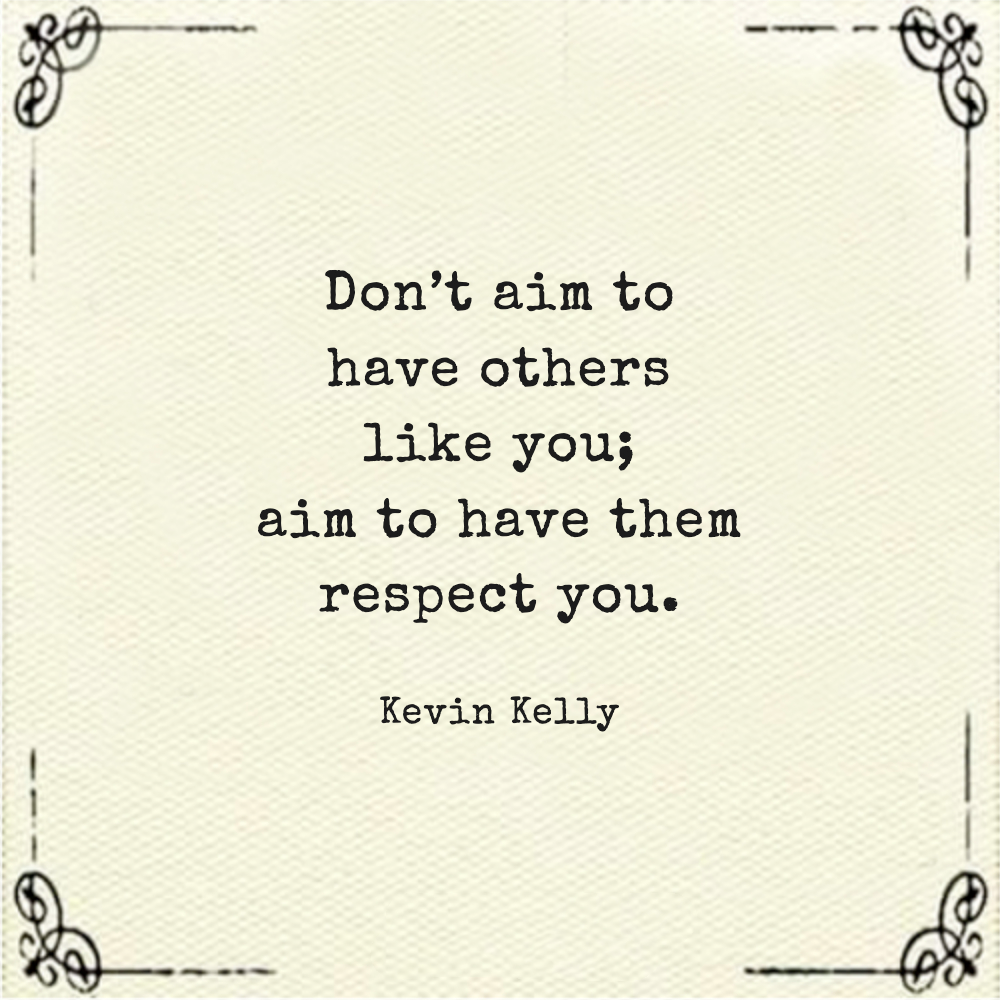 Don’t aim to
have others
like you;
aim to have them
respect you.
Kevin Kelly